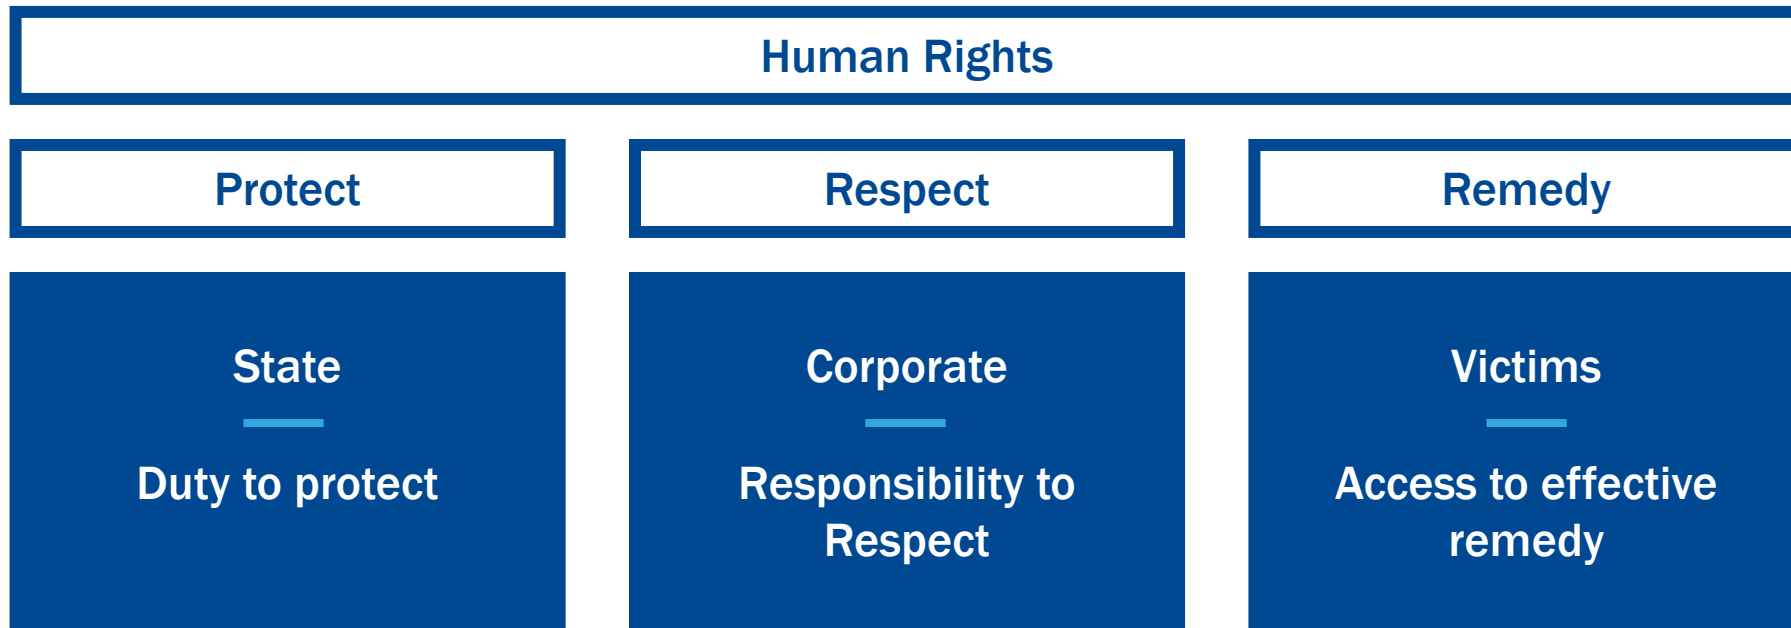 Human Rights
Protect
Respect
Remedy
State
Duty to protect
Corporate
Responsibility to
Respect
Victims
Access to effective
remedy